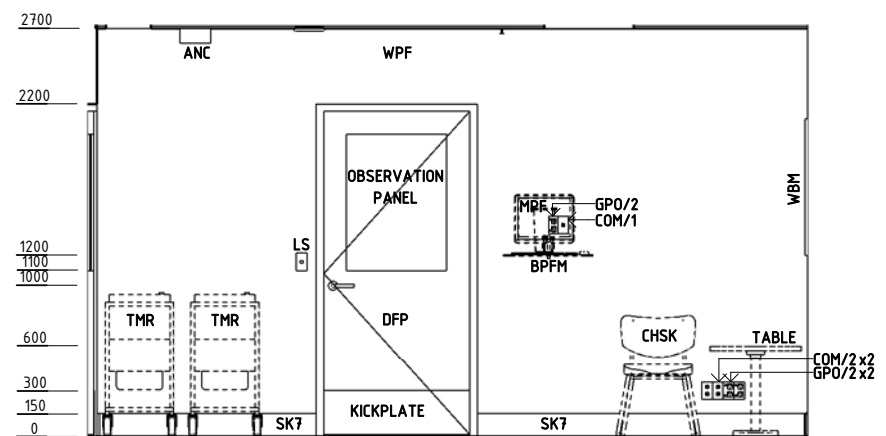 2700
ANC
WPF
2200
OBSERVATION
PANEL
MPF
GPO/2
COM/1
WBM
1200
1100
1000
LS
BPFM
TMR
TMR
DFP
CHSK
TABLE
600
COM/2x2
GPO/2x2
300
150
0
SK7
KICKPLATE
SK7